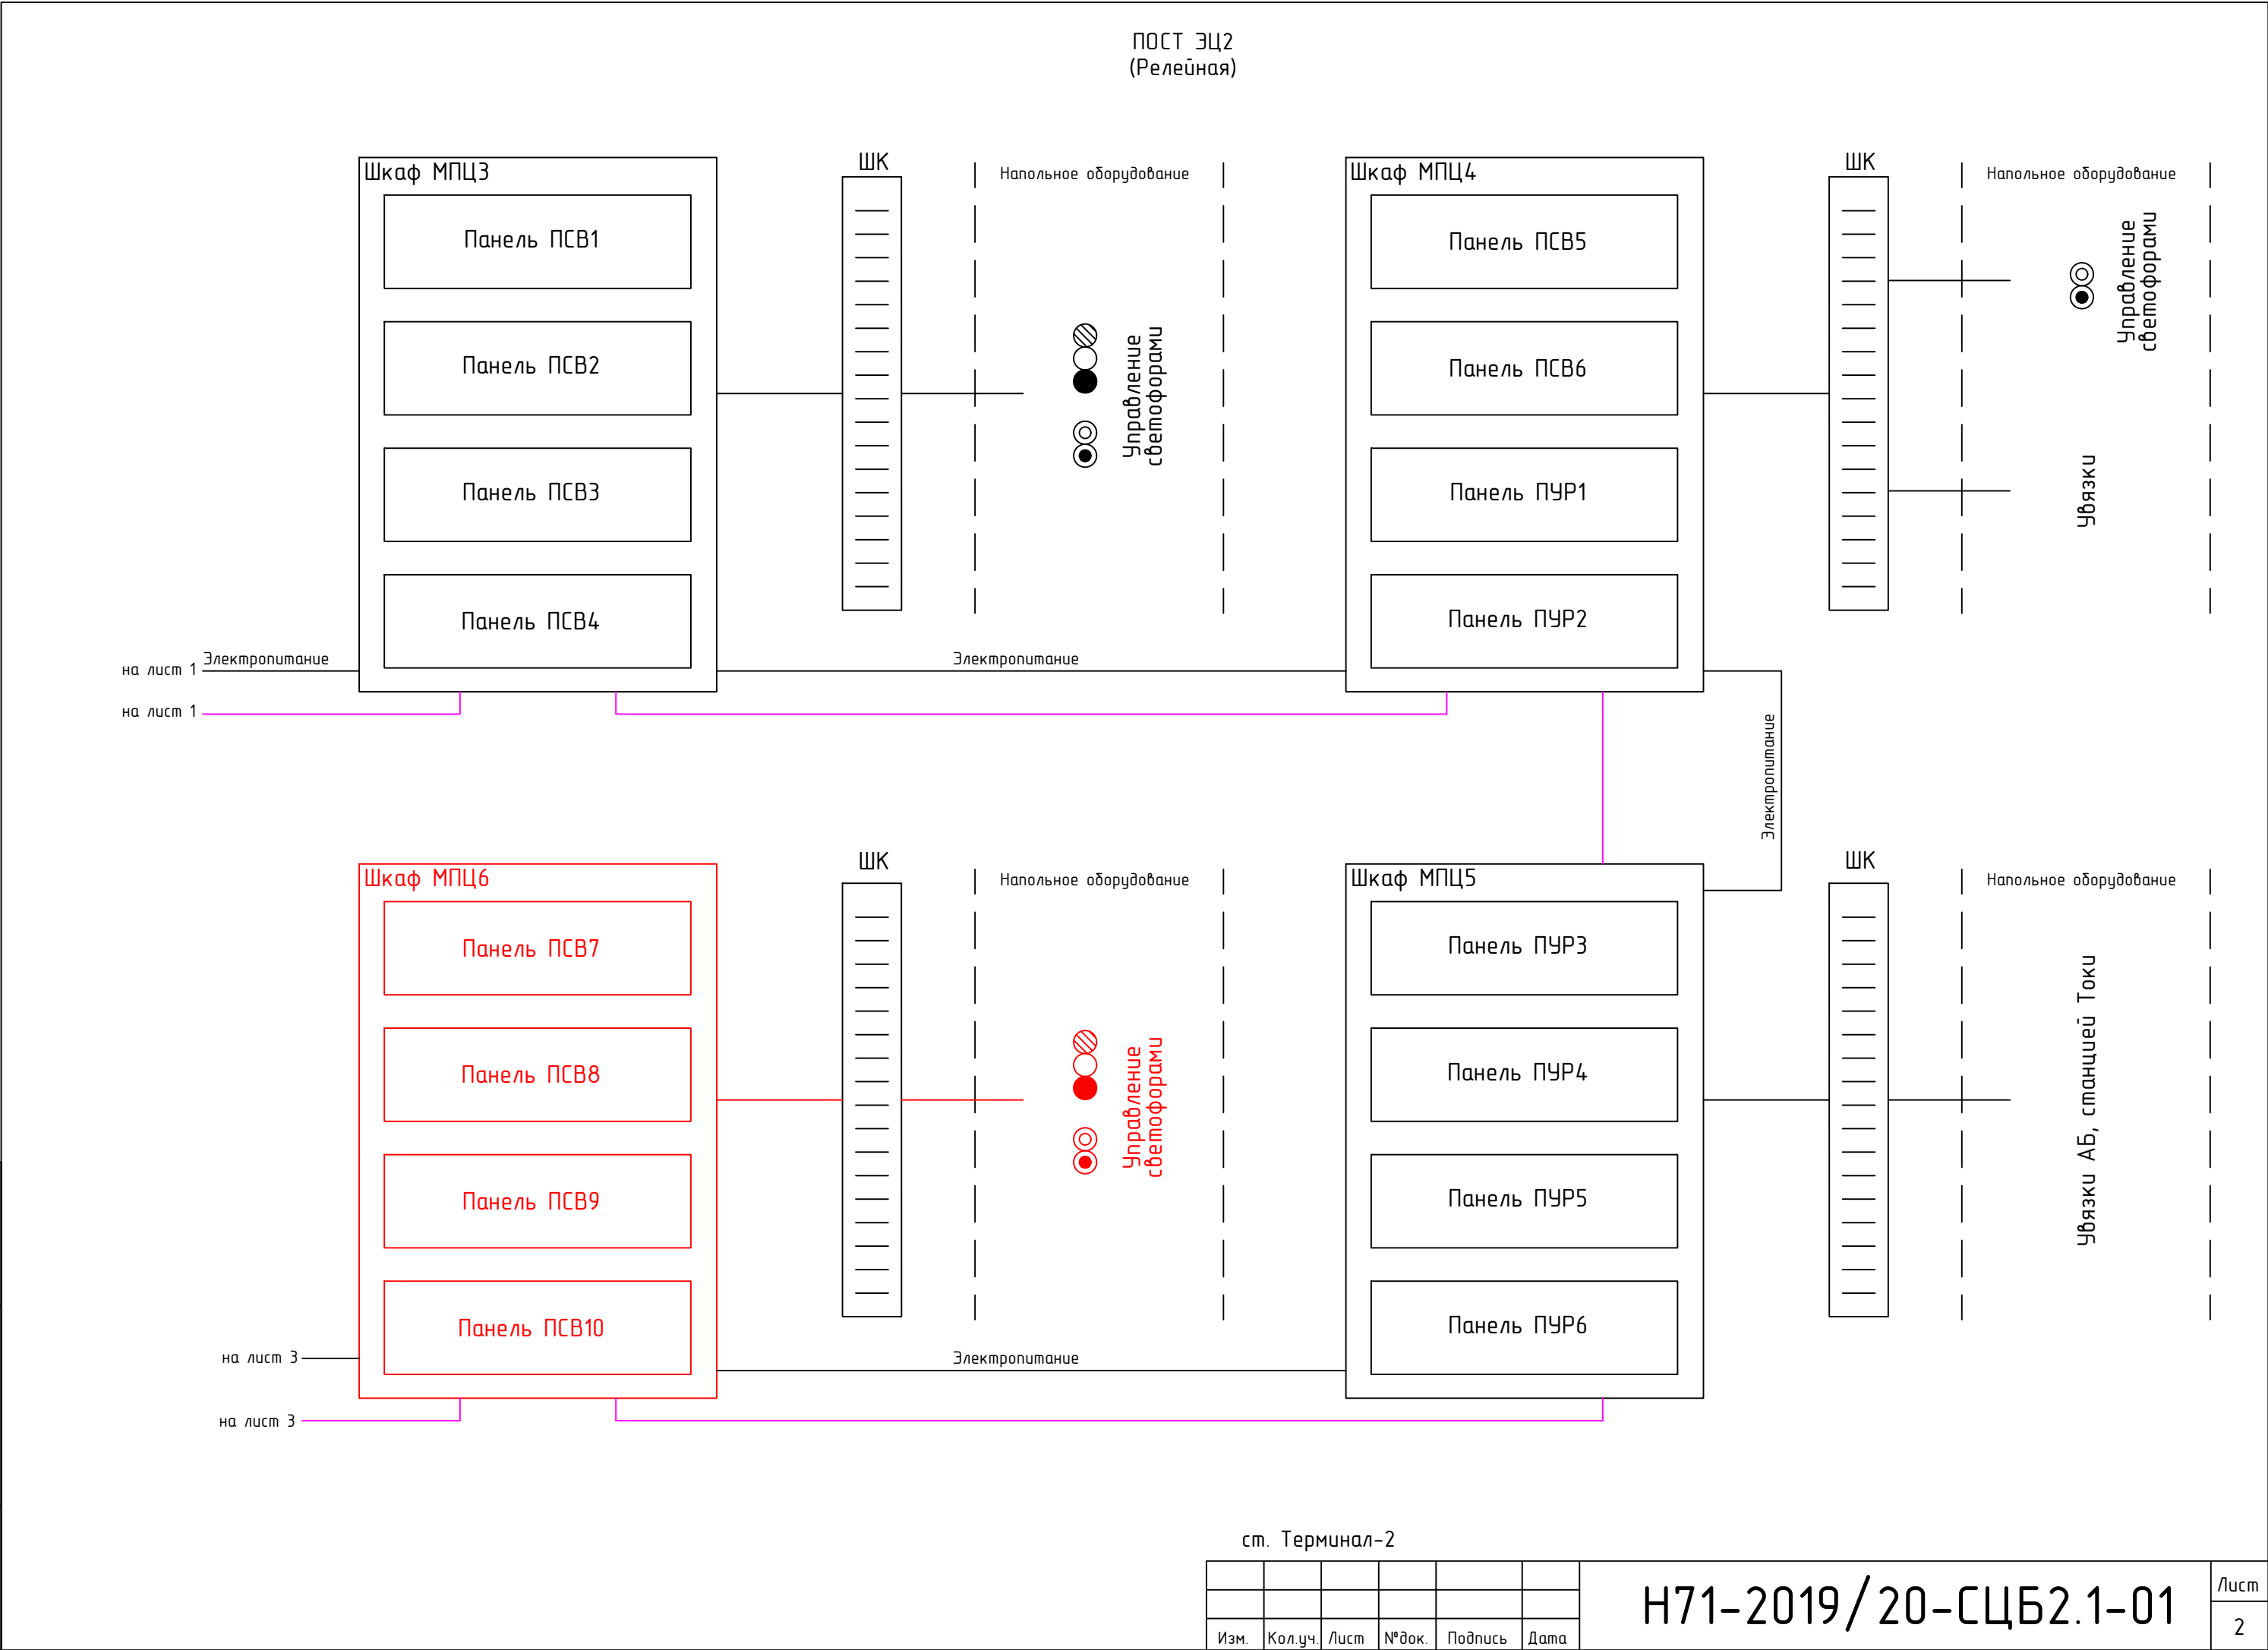 ПОСТ ЭЦ2
(Релейная)
Шкаф МПЦ3
Панель ПСВ1
Панель ПСВ2
Панель ПСВ3
Панель ПСВ4
ШК
Напольное оборудование
Управление
светофорами
Шкаф МПЦ4
Панель ПСВ5
Панель ПСВ6
Панель ПУР1
Панель ПУР2
ШК
Напольное оборудование
Управление
светофорами
Увязки
на лист 1
Электропитание
Электропитание
на лист 1
Электропитание
Шкаф МПЦ6
Панель ПСВ7
Панель ПСВ8
Панель ПСВ9
Панель ПСВ10
ШК
Напольное оборудование
Управление
светофорами
Шкаф МПЦ5
Панель ПУР3
Панель ПУР4
Панель ПУР5
Панель ПУР6
ШК
Напольное оборудование
Увязки АБ, станцией Токи
на лист 3
Электропитание
на лист 3
ст. Терминал-2
Изм. Кол.уч. Лист №док. Подпись Дата
Н71-2019/20-СЦБ2.1-01
Лист
2